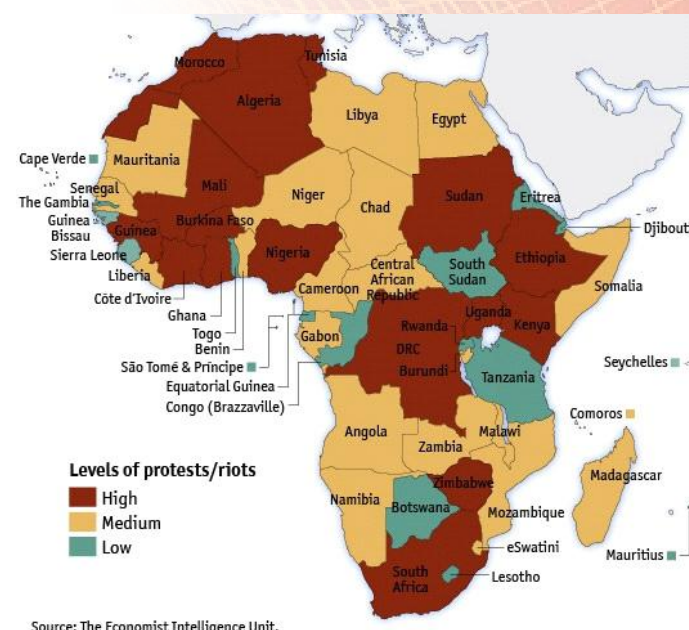 Morocco
Tunisia
Algeria
Libya
Egypt
Cape Verde
Mauritania
Mali
Niger
Chad
Sudan
Eritrea
Senegal
The Gambia
Guinea
Bissau
Guinea
Burkina Faso
Nigeria
Djibout
Sierra Leone
Liberia
Ethiopia
Somalia
Central
African
Republic
South
Sudan
Cameroon
Côte d'Ivoire
Ghana
Togo
Benin
São Tomé & Príncipe
Equatorial Guinea
Congo (Brazzaville)
Gabon
Rwanda
DRC
Burundi
Uganda
Kenya
Tanzania
Seychelles
Comoros
Angola
Zambia
Malawi
Madagascar
Levels of protests/riots
High
Medium
Low
Namibia
Botswana
Zimbabwe
Mozambique
Mauritius
eSwatini
South
Africa
Lesotho
Source: The Economist Intelligence Unit.